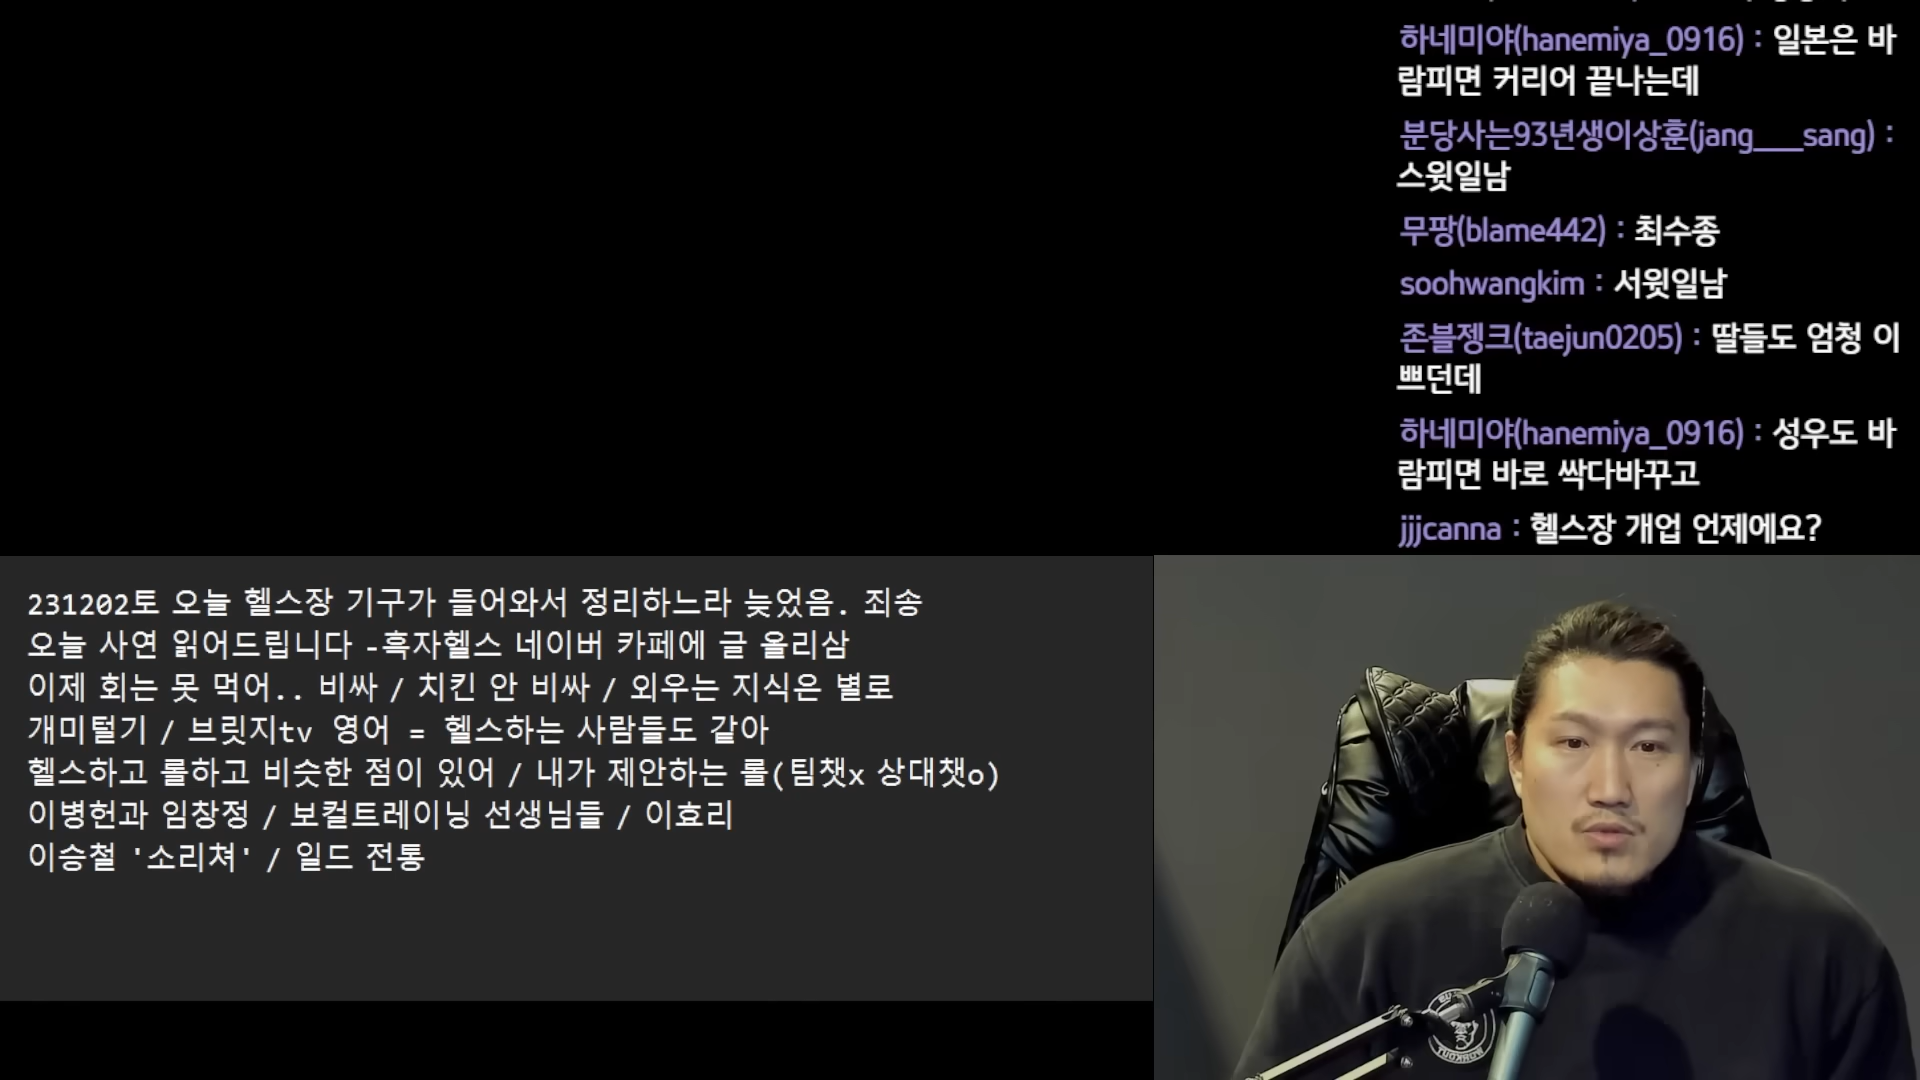 하네미야(hanemiya_0916) : 일본은 바
람피면 커리어 끝나는데
분당사는93년생이상훈(jang___sang) :
스윗일남
무팡(blame442) : 최수종
soohwangkim : 서윗일남
존블젱크(taejun0205) : 딸들도 엄청 이
쁘던데
하네미야(hanemiya_0916) : 성우도 바
람피면 바로 싹다바꾸고
jjjcanna : 헬스장 개업 언제에요?
231202토 오늘 헬스장 기구가 들어와서 정리하느라 늦었음. 죄송
오늘 사연 읽어드립니다 -흑자헬스 네이버 카페에 글 올리삼
이제 회는 못 먹어.. 비싸 / 치킨 안 비싸 / 외우는 지식은 별로
개미털기 / 브릿지tv 영어 = 헬스하는 사람들도 같아
헬스하고 롤하고 비슷한 점이 있어 / 내가 제안하는 롤(팀챗x 상대챗o)
이병헌과 임창정 / 보컬트레이닝 선생님들 / 이효리
이승철 '소리쳐' / 일드 전통
WORKOUT